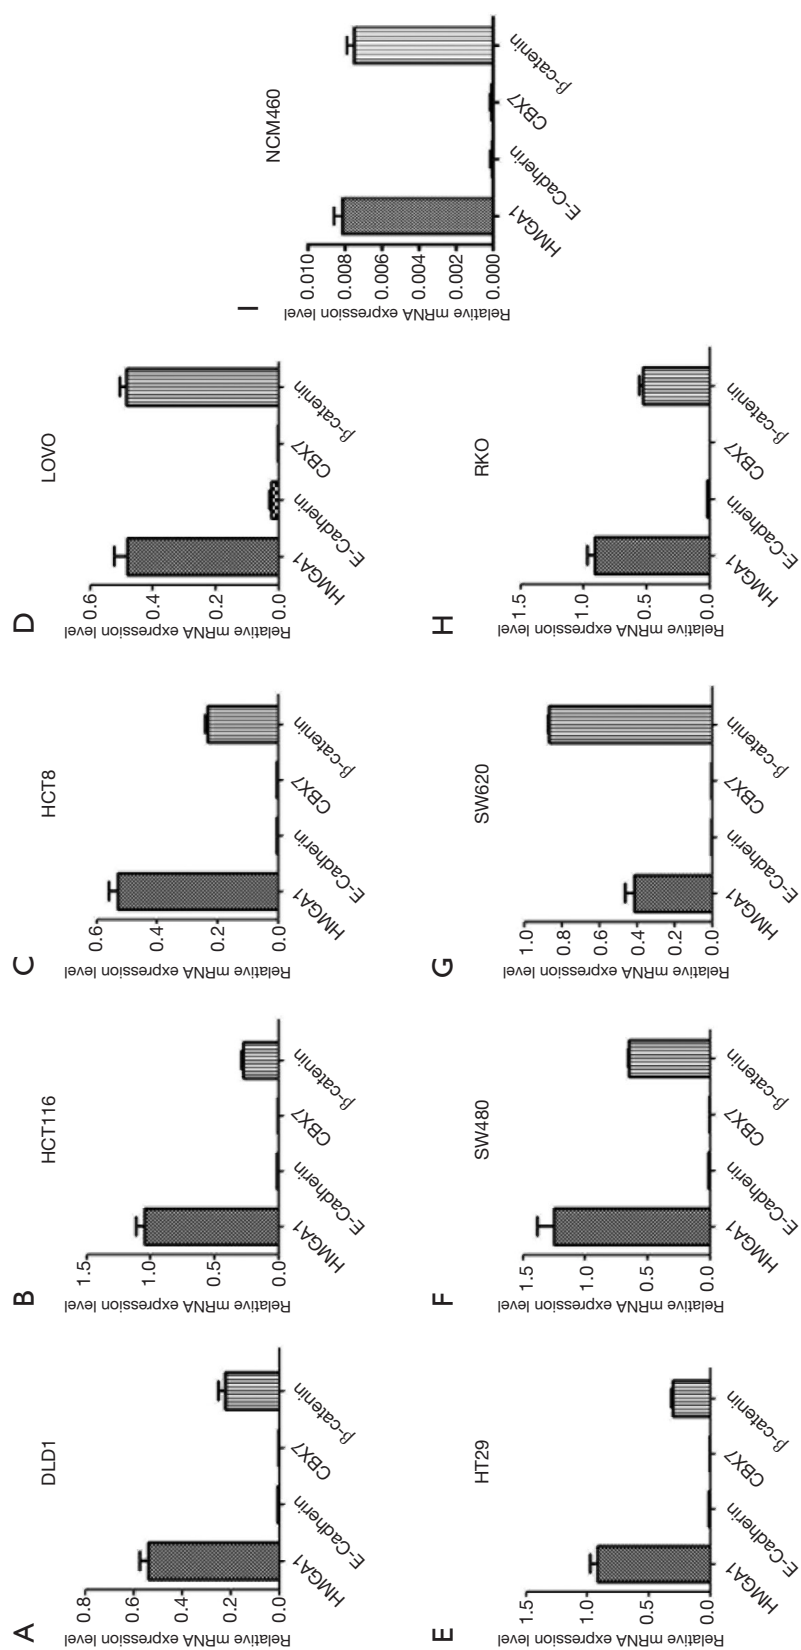 A
DLD1
Relative mRNA expression level
0.8
0.6
0.4
0.2
0.0
HMGA1
E-Cadherin
CBX7
β-catenin
B
HCT116
Relative mRNA expression level
1.5
1.0
0.5
0.0
HMGA1
E-Cadherin
CBX7
β-catenin
C
HCT8
Relative mRNA expression level
0.6
0.4
0.2
0.0
HMGA1
E-Cadherin
CBX7
β-catenin
D
LOVO
Relative mRNA expression level
0.6
0.4
0.2
0.0
HMGA1
E-Cadherin
CBX7
β-catenin
E
HT29
Relative mRNA expression level
1.5
1.0
0.5
0.0
HMGA1
E-Cadherin
CBX7
β-catenin
F
SW480
Relative mRNA expression level
1.5
1.0
0.5
0.0
HMGA1
E-Cadherin
CBX7
β-catenin
G
SW620
Relative mRNA expression level
1.0
0.8
0.6
0.4
0.2
0.0
HMGA1
E-Cadherin
CBX7
β-catenin
H
RKO
Relative mRNA expression level
1.5
1.0
0.5
0.0
HMGA1
E-Cadherin
CBX7
β-catenin
I
NCM460
Relative mRNA expression level
0.010
0.008
0.006
0.004
0.002
0.000
HMGA1
E-Cadherin
CBX7
β-catenin